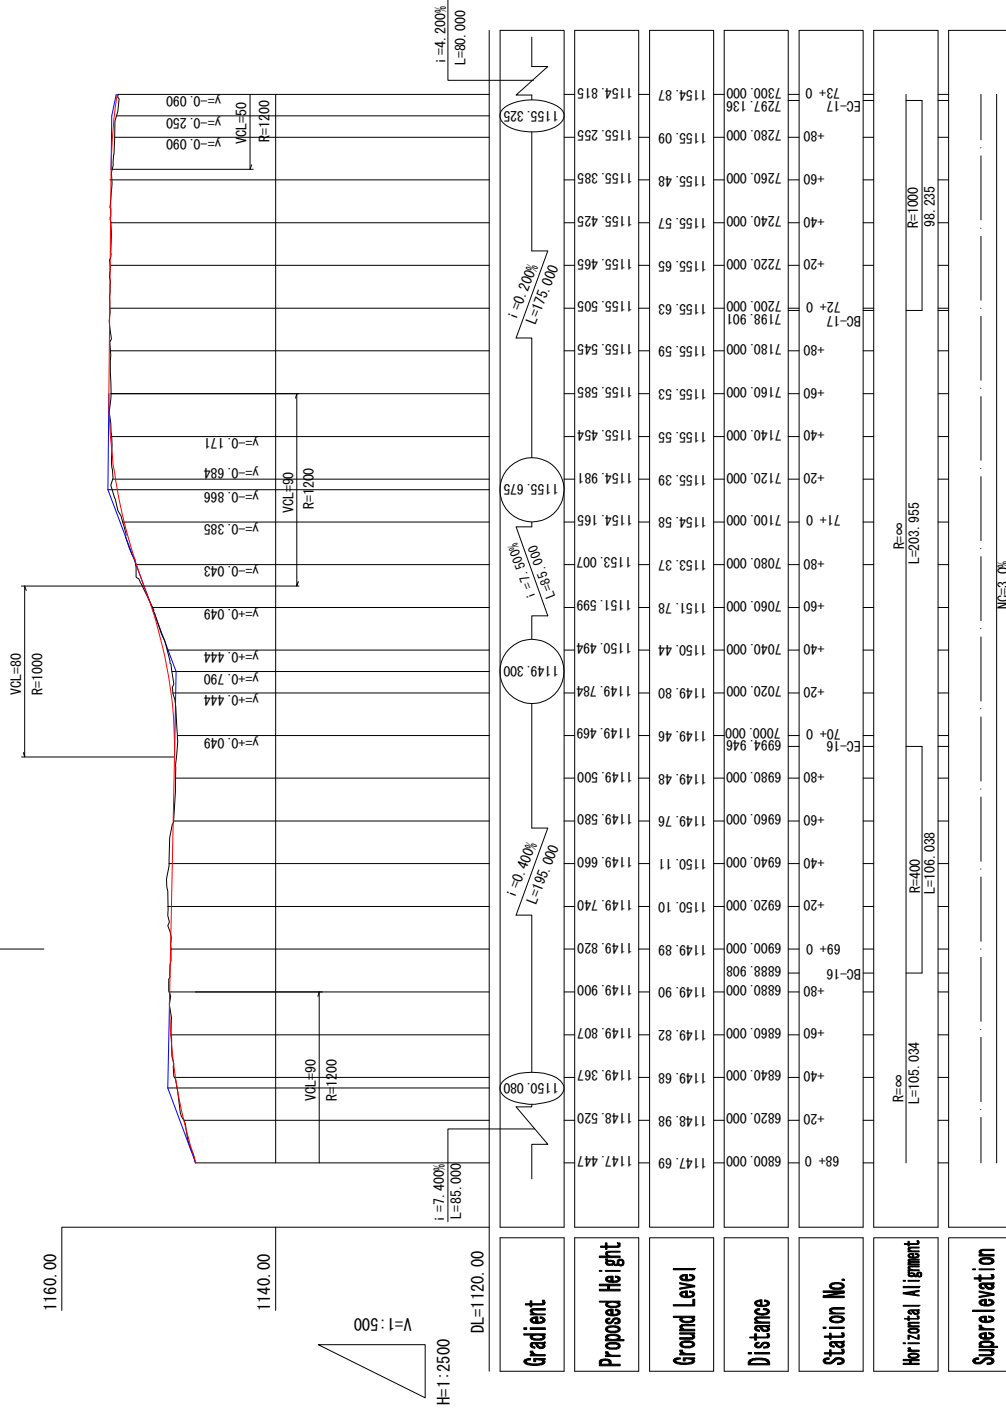 1160.00
1140.00
DL=1120.00
V=1:500
H=1:2500
VCL=90
R=1200
VCL=80
R=1000
VCL=90
R=1200
VCL=50
R=1200
y=+0.049
y=+0.444
y=+0.790
y=+0.444
y=+0.049
y=-0.043
y=-0.385
y=-0.866
y=-0.684
y=-0.171
y=-0.090
y=-0.250
y=-0.090
Gradient
i=7.400%
L=85.000
1150.080
i=0.400%
L=195.000
1149.300
i=7.500%
L=85.000
1155.675
i=0.200%
L=175.000
1155.325
i=4.200%
L=80.000
Proposed Height
1147.447 1148.520 1149.367 1149.807 1149.900 1149.820 1149.740 1149.660 1149.580 1149.500 1149.469 1149.784 1150.494 1151.599 1153.007 1154.165 1154.981 1155.454 1155.585 1155.545 1155.505 1155.465 1155.425 1155.385 1155.255 1154.815
Ground Level
1147.69 1148.98 1149.68 1149.82 1149.90 1149.89 1150.10 1150.11 1149.76 1149.48 1149.46 1149.80 1150.44 1151.78 1153.37 1154.58 1155.39 1155.55 1155.53 1155.59 1155.63 1155.65 1155.57 1155.48 1155.09 1154.87
Distance
6800.000 6820.000 6840.000 6860.000 6880.000 6888.908 6900.000 6920.000 6940.000 6960.000 6980.000 6994.946 7000.000 7020.000 7040.000 7060.000 7080.000 7100.000 7120.000 7140.000 7160.000 7180.000 7198.901 7200.000 7220.000 7240.000 7260.000 7280.000 7297.136 7300.000
Station No.
68+ 0 +20 +40 +60 +80 BC-16 69+ 0 +20 +40 +60 +80 EC-16 70+ 0 +20 +40 +60 +80 71+ 0 +20 +40 +60 +80 BC-17 72+ 0 +20 +40 +60 +80 EC-17 73+ 0
Horizontal Alignment
R=∞
L=105.034
R=400
L=106.038
R=∞
L=203.955
R=1000
98.235
Superelevation
NC=3.0%